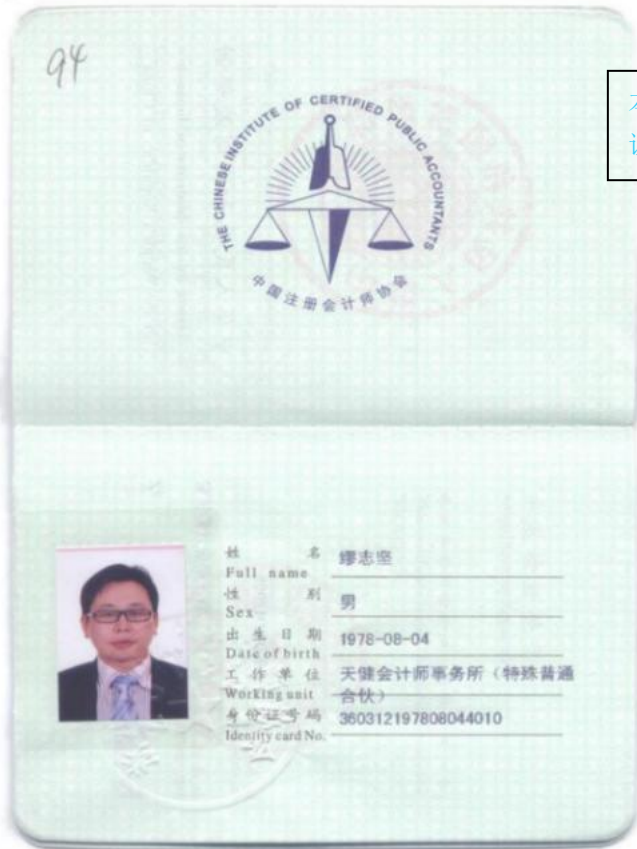 94
THE CHINESE INSTITUTE OF CERTIFIED PUBLIC ACCOUNTANTS
中国注册会计师协会
姓 名 缪志坚
Full name
性 别 男
Sex
出生日期 1978-08-04
Date of birth
工作单位 天健会计师事务所（特殊普通
Working unit 合伙）
身份证号码 360312197808044010
Identity card No.